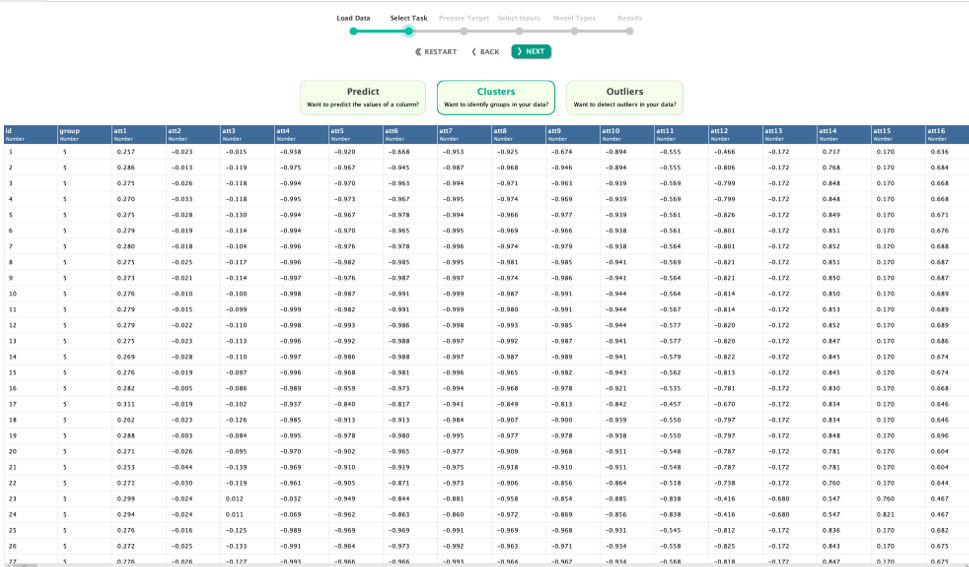 Load Data Select Task Prepare Target Select Inputs Model Types Results
RESTART BACK NEXT
Predict Clusters Outliers
Want to predict the values of a column? Want to identify groups in your data? Want to detect outliers in your data?
id group att1 att2 att3 att4 att5 att6 att7 att8 att9 att10 att11 att12 att13 att14 att15 att16
Number Number Number Number Number Number Number Number Number Number Number Number Number Number Number Number Number Number
1 5 0.257 -0.023 -0.015 -0.938 -0.920 -0.668 -0.953 -0.925 -0.674 -0.894 -0.555 -0.466 -0.172 0.717 0.170 0.636
2 5 0.286 -0.013 -0.119 -0.975 -0.967 -0.945 -0.987 -0.968 -0.946 -0.894 -0.555 -0.806 -0.172 0.768 0.170 0.684
3 5 0.275 -0.026 -0.118 -0.994 -0.970 -0.963 -0.994 -0.971 -0.963 -0.939 -0.569 -0.799 -0.172 0.848 0.170 0.668
4 5 0.270 -0.033 -0.118 -0.995 -0.973 -0.967 -0.995 -0.974 -0.969 -0.939 -0.569 -0.799 -0.172 0.848 0.170 0.668
5 5 0.275 -0.028 -0.130 -0.994 -0.967 -0.978 -0.994 -0.966 -0.977 -0.939 -0.561 -0.826 -0.172 0.849 0.170 0.671
6 5 0.279 -0.019 -0.114 -0.994 -0.970 -0.965 -0.995 -0.969 -0.966 -0.938 -0.561 -0.801 -0.172 0.851 0.170 0.676
7 5 0.280 -0.018 -0.104 -0.996 -0.976 -0.978 -0.996 -0.974 -0.979 -0.938 -0.564 -0.801 -0.172 0.852 0.170 0.688
8 5 0.275 -0.025 -0.117 -0.996 -0.982 -0.985 -0.995 -0.981 -0.985 -0.941 -0.569 -0.821 -0.172 0.851 0.170 0.687
9 5 0.273 -0.021 -0.114 -0.997 -0.976 -0.987 -0.997 -0.974 -0.986 -0.941 -0.564 -0.821 -0.172 0.850 0.170 0.687
10 5 0.276 -0.010 -0.100 -0.998 -0.987 -0.991 -0.999 -0.987 -0.991 -0.944 -0.564 -0.814 -0.172 0.850 0.170 0.689
11 5 0.279 -0.015 -0.099 -0.999 -0.982 -0.991 -0.999 -0.980 -0.991 -0.944 -0.567 -0.814 -0.172 0.853 0.170 0.689
12 5 0.279 -0.022 -0.110 -0.998 -0.993 -0.986 -0.998 -0.993 -0.985 -0.944 -0.577 -0.820 -0.172 0.852 0.170 0.689
13 5 0.275 -0.023 -0.113 -0.996 -0.992 -0.988 -0.997 -0.992 -0.987 -0.941 -0.577 -0.820 -0.172 0.847 0.170 0.686
14 5 0.269 -0.028 -0.110 -0.997 -0.986 -0.988 -0.997 -0.987 -0.989 -0.941 -0.579 -0.822 -0.172 0.845 0.170 0.674
15 5 0.276 -0.019 -0.097 -0.996 -0.968 -0.981 -0.996 -0.965 -0.982 -0.943 -0.562 -0.813 -0.172 0.845 0.170 0.674
16 5 0.282 -0.005 -0.086 -0.989 -0.959 -0.973 -0.994 -0.968 -0.978 -0.921 -0.535 -0.781 -0.172 0.830 0.170 0.668
17 5 0.311 -0.019 -0.102 -0.937 -0.840 -0.817 -0.941 -0.849 -0.813 -0.842 -0.457 -0.670 -0.172 0.834 0.170 0.646
18 5 0.262 -0.023 -0.126 -0.985 -0.913 -0.913 -0.984 -0.907 -0.900 -0.939 -0.550 -0.797 -0.172 0.834 0.170 0.646
19 5 0.288 -0.003 -0.084 -0.995 -0.978 -0.980 -0.995 -0.977 -0.978 -0.938 -0.550 -0.797 -0.172 0.848 0.170 0.696
20 5 0.271 -0.026 -0.095 -0.970 -0.902 -0.965 -0.977 -0.909 -0.968 -0.911 -0.548 -0.787 -0.172 0.781 0.170 0.604
21 5 0.253 -0.044 -0.139 -0.969 -0.910 -0.919 -0.975 -0.918 -0.910 -0.911 -0.548 -0.787 -0.172 0.781 0.170 0.604
22 5 0.271 -0.030 -0.119 -0.961 -0.905 -0.871 -0.973 -0.906 -0.856 -0.864 -0.518 -0.738 -0.172 0.760 0.170 0.644
23 5 0.299 -0.024 0.012 -0.032 -0.949 -0.844 -0.881 -0.958 -0.854 -0.885 -0.838 -0.416 -0.680 0.547 0.760 0.467
24 5 0.294 -0.024 0.011 -0.069 -0.962 -0.863 -0.860 -0.972 -0.869 -0.856 -0.838 -0.416 -0.680 0.547 0.821 0.467
25 5 0.276 -0.016 -0.125 -0.989 -0.969 -0.969 -0.991 -0.969 -0.968 -0.931 -0.545 -0.812 -0.172 0.836 0.170 0.682
26 5 0.272 -0.025 -0.133 -0.991 -0.964 -0.973 -0.992 -0.963 -0.971 -0.934 -0.558 -0.825 -0.172 0.843 0.170 0.675
27 5 0.276 -0.026 -0.127 -0.993 -0.966 -0.966 -0.993 -0.964 -0.962 -0.934 -0.568 -0.818 -0.172 0.842 0.170 0.675